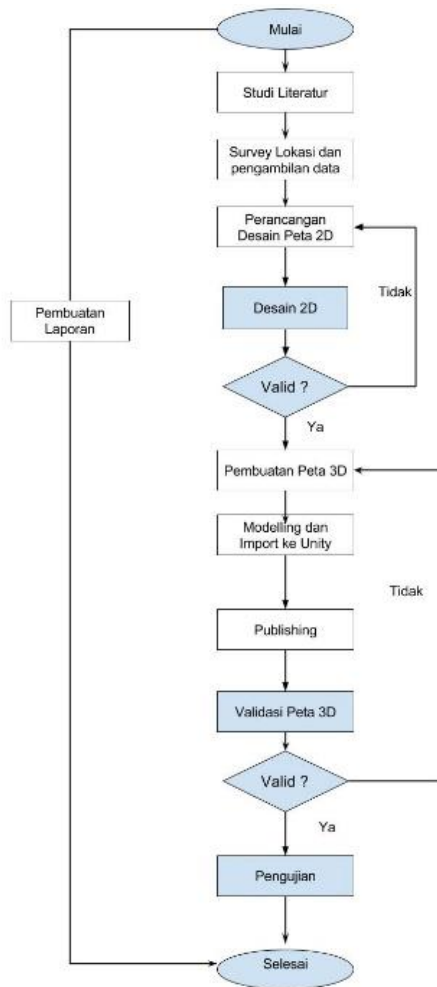 Mulai
Studi Literatur
Survey Lokasi dan
pengambilan data
Perancangan
Desain Peta 2D
Tidak
Pembuatan
Laporan
Desain 2D
Valid ?
Ya
Pembuatan Peta 3D
Modelling dan
Import ke Unity
Tidak
Publishing
Validasi Peta 3D
Valid ?
Ya
Pengujian
Selesai